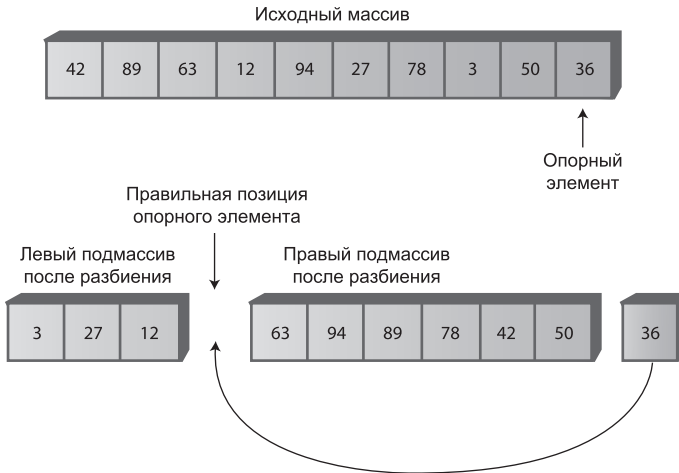 Исходный массив
42 89 63 12 94 27 78 3 50 36
Опорный
элемент
Правильная позиция
опорного элемента
Левый подмассив
после разбиения
Правый подмассив
после разбиения
3 27 12 63 94 89 78 42 50 36